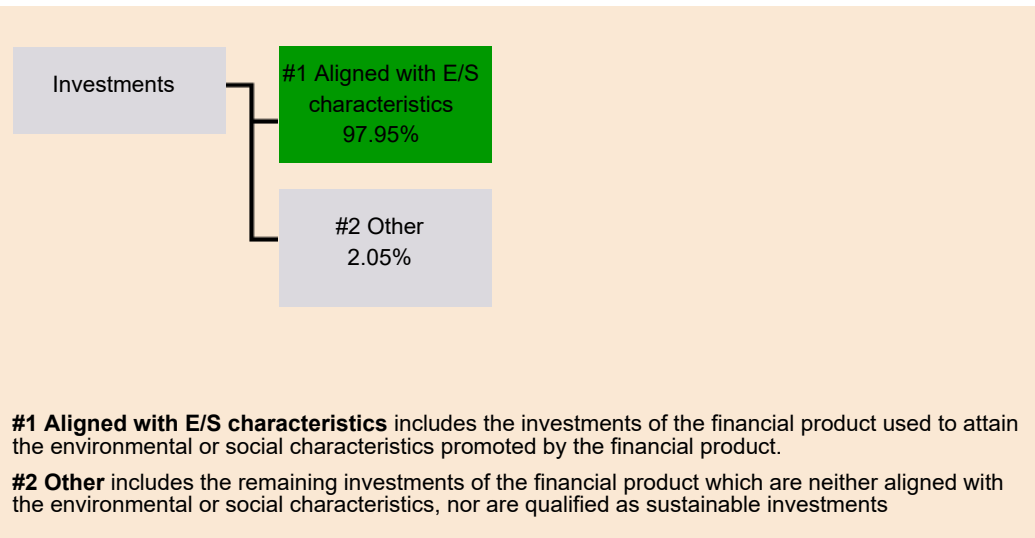 Investments
#1 Aligned with E/S
characteristics
97.95%
#2 Other
2.05%
#1 Aligned with E/S characteristics includes the investments of the financial product used to attain
the environmental or social characteristics promoted by the financial product.
#2 Other includes the remaining investments of the financial product which are neither aligned with
the environmental or social characteristics, nor are qualified as sustainable investments